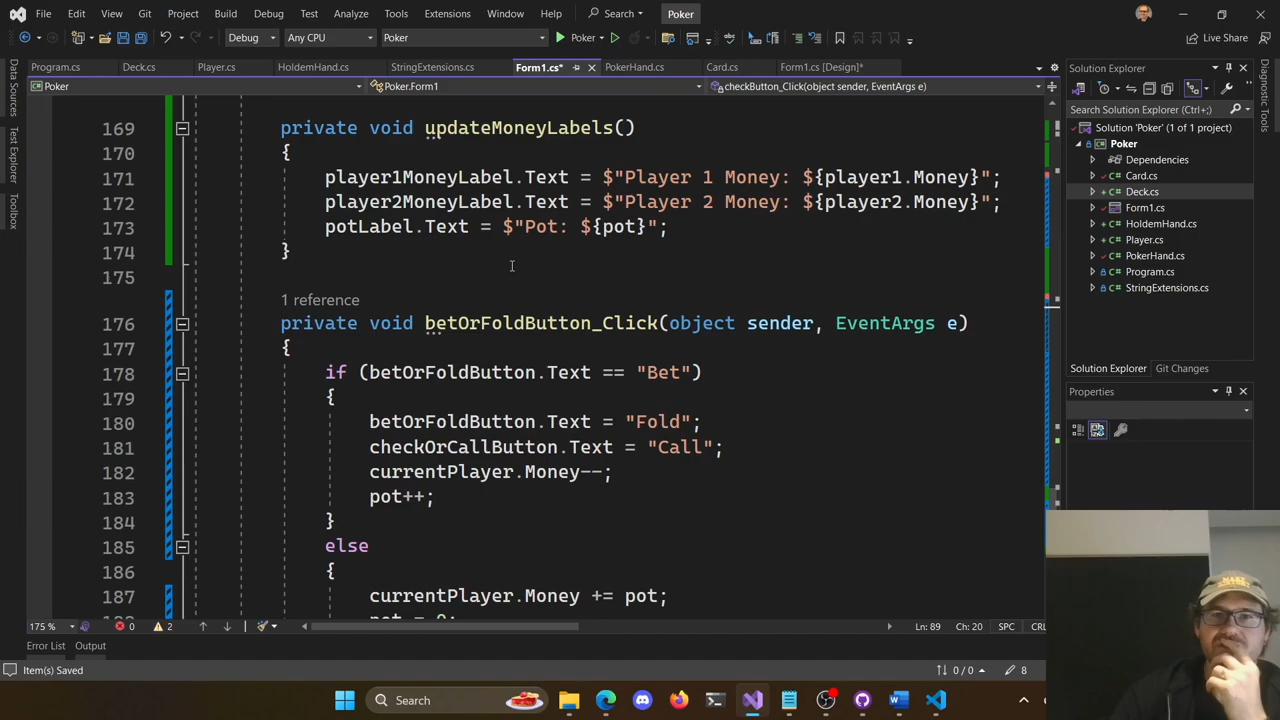 File Edit View Git Project Build Debug Test Analyze Tools Extensions Window Help Search Poker
Debug Any CPU Poker Poker Live Share
Program.cs Deck.cs Player.cs HoldemHand.cs StringExtensions.cs Form1.cs* PokerHand.cs Card.cs Form1.cs [Design]*
Poker Poker.Form1 checkButton_Click(object sender, EventArgs e)
Data Sources
Test Explorer
Toolbox
169 private void updateMoneyLabels()
170 {
171 player1MoneyLabel.Text = $"Player 1 Money: ${player1.Money}";
172 player2MoneyLabel.Text = $"Player 2 Money: ${player2.Money}";
173 potLabel.Text = $"Pot: ${pot}";
174 }
175
1 reference
176 private void betOrFoldButton_Click(object sender, EventArgs e)
177 {
178 if (betOrFoldButton.Text == "Bet")
179 {
180 betOrFoldButton.Text = "Fold";
181 checkOrCallButton.Text = "Call";
182 currentPlayer.Money--;
183 pot++;
184 }
185 else
186 {
187 currentPlayer.Money += pot;
175 % 0 2 Ln: 89 Ch: 20 SPC CRL
Error List Output
Item(s) Saved 0 / 0 8
Solution Explorer
Search Solution Explorer (Ctrl+;)
Solution 'Poker' (1 of 1 project)
Poker
Dependencies
Card.cs
Deck.cs
Form1.cs
HoldemHand.cs
Player.cs
PokerHand.cs
Program.cs
StringExtensions.cs
Solution Explorer Git Changes
Properties
Diagnostic Tools
Search